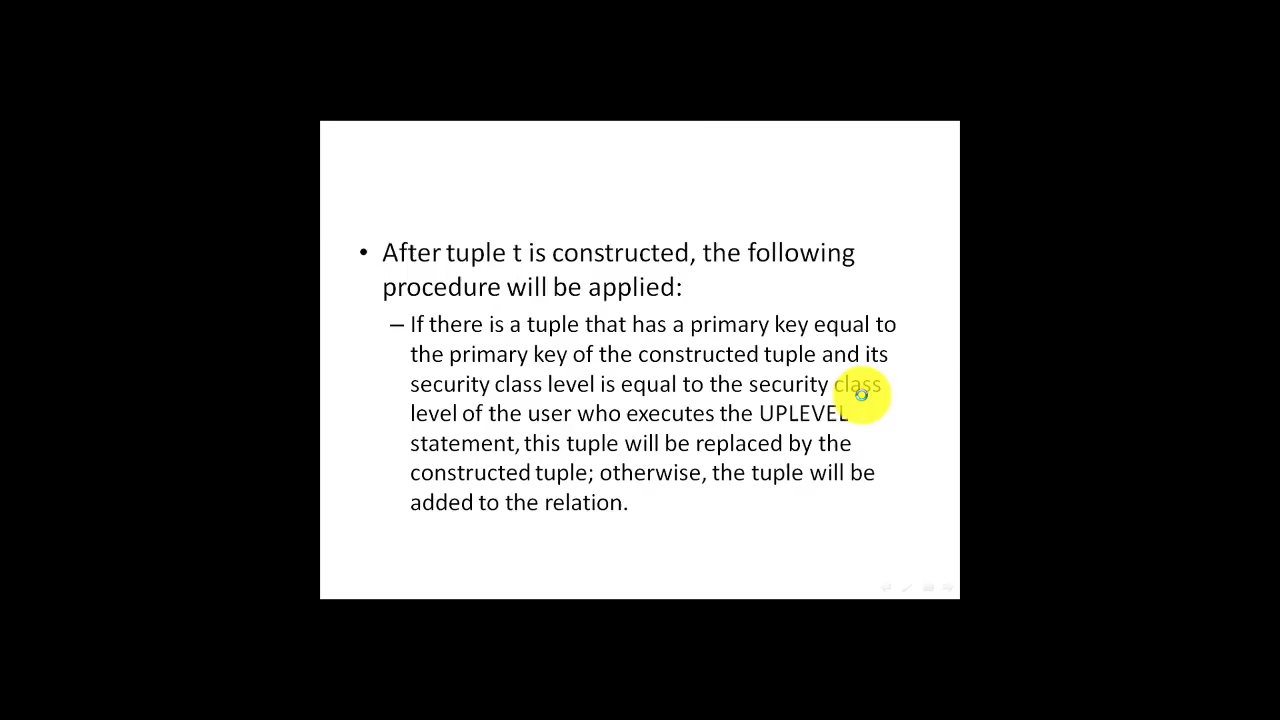 • After tuple t is constructed, the following
procedure will be applied:
– If there is a tuple that has a primary key equal to
the primary key of the constructed tuple and its
security class level is equal to the security class
level of the user who executes the UPLEVEL
statement, this tuple will be replaced by the
constructed tuple; otherwise, the tuple will be
added to the relation.